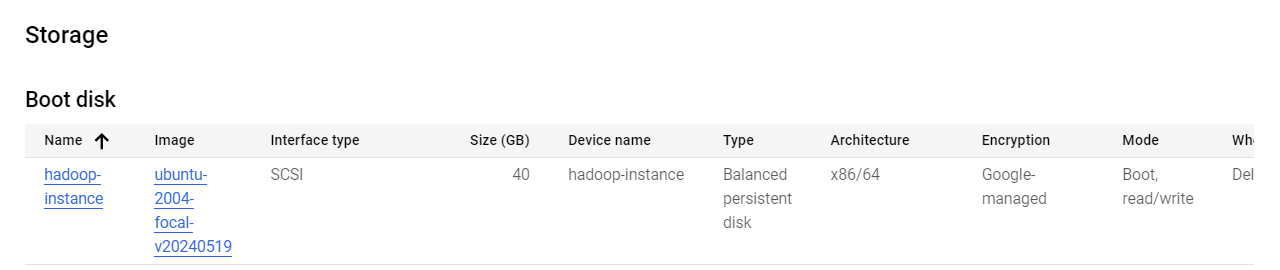 Storage
Boot disk
Name Image Interface type Size (GB) Device name Type Architecture Encryption Mode
hadoop- ubuntu- SCSI 40 hadoop-instance Balanced x86/64 Google- Boot,
instance 2004- persistent managed read/write
focal- disk
v20240519